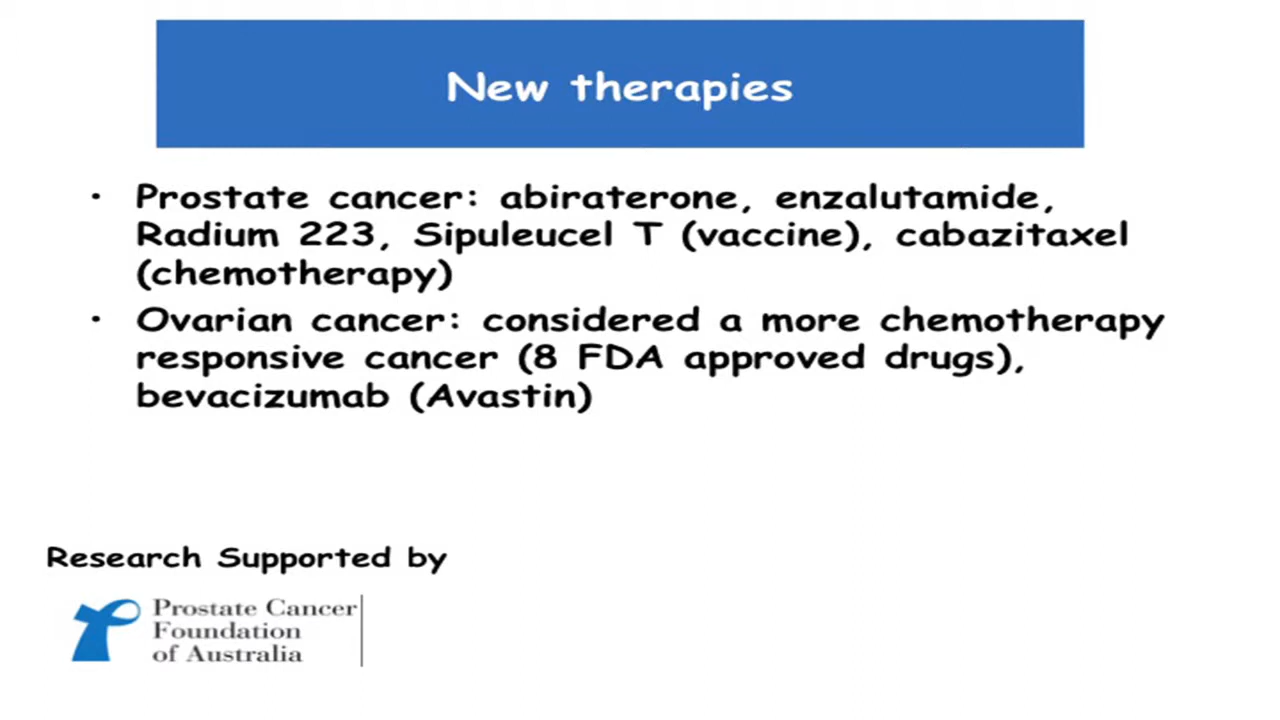 New therapies
• Prostate cancer: abiraterone, enzalutamide,
Radium 223, Sipuleucel T (vaccine), cabazitaxel
(chemotherapy)
• Ovarian cancer: considered a more chemotherapy
responsive cancer (8 FDA approved drugs),
bevacizumab (Avastin)
Research Supported by
Prostate Cancer
Foundation
of Australia